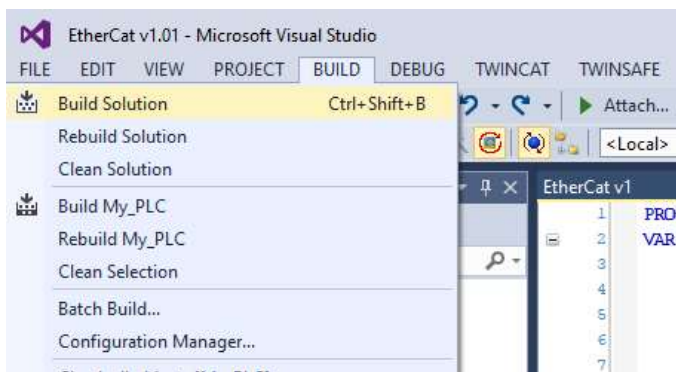 EtherCat v1.01 - Microsoft Visual Studio
FILE EDIT VIEW PROJECT BUILD DEBUG TWINCAT TWINSAFE
Build Solution Ctrl+Shift+B
Attach...
Rebuild Solution
<Local>
Clean Solution
EtherCat v1
Build My_PLC
1 PRO
Rebuild My_PLC
2 VAR
3
Clean Selection
4
Batch Build...
5
Configuration Manager...
6
7